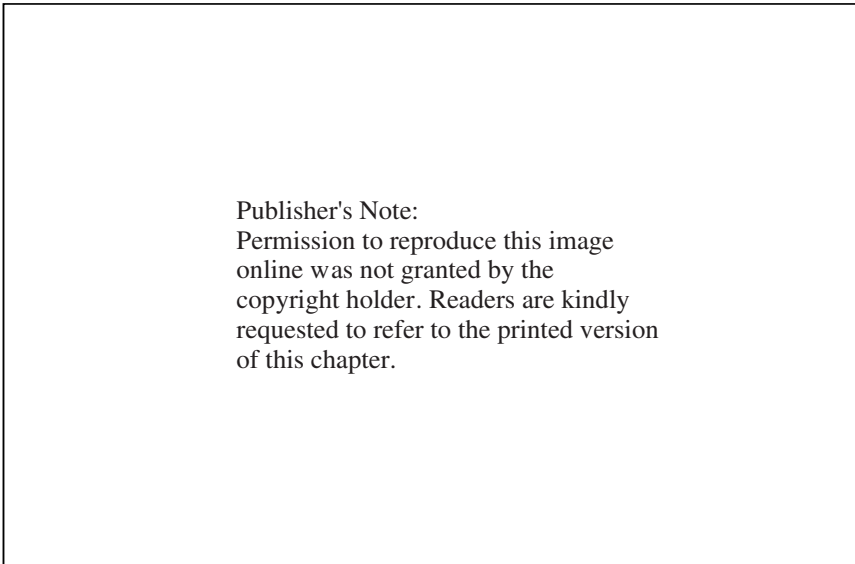 Publisher's Note:
Permission to reproduce this image
online was not granted by the
copyright holder. Readers are kindly
requested to refer to the printed version
of this chapter.